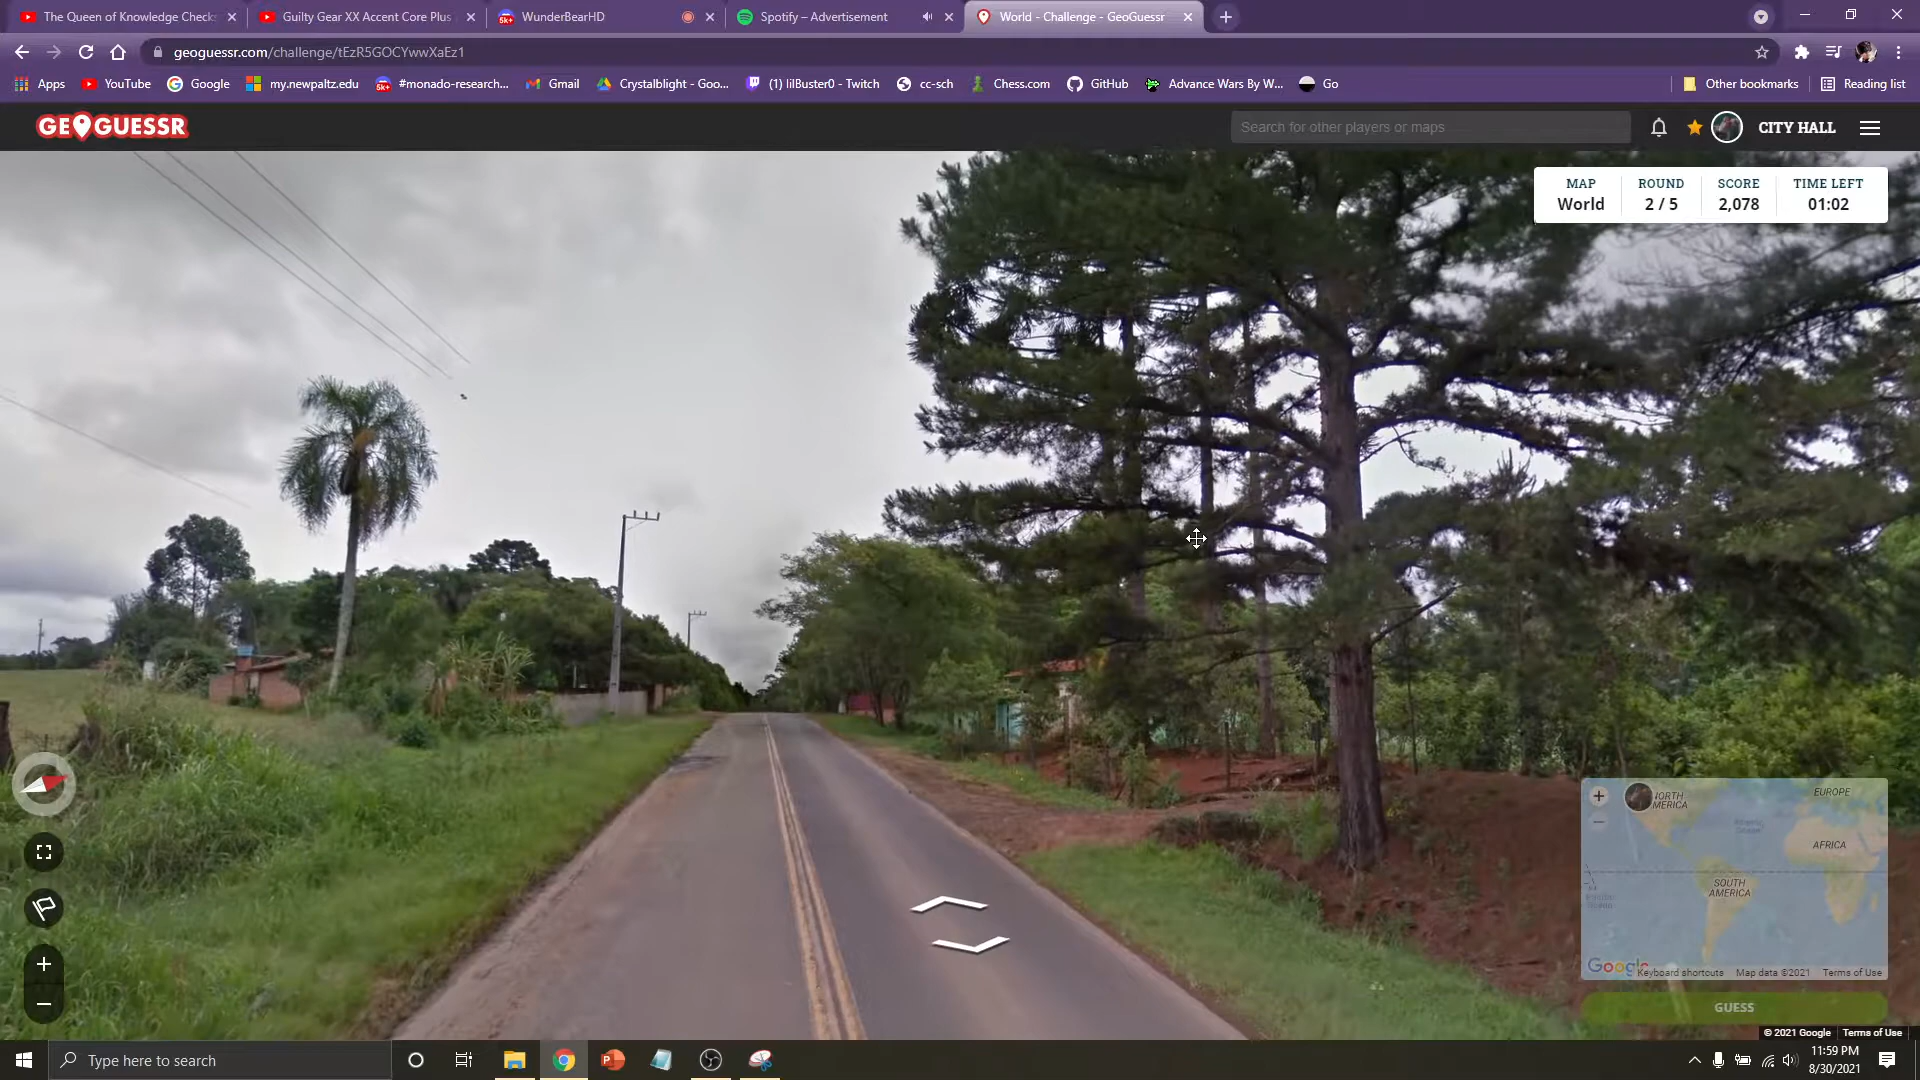 The Queen of Knowledge Check
Guilty Gear XX Accent Core Plus
WunderBearHD
Spotify – Advertisement
World - Challenge - GeoGuessr
geoguessr.com/challenge/tEzR5GOCYwwXaEz1
Apps
YouTube
Google
my.newpaltz.edu
#monado-research...
Gmail
Crystalblight - Goo...
(1) lilBuster0 - Twitch
cc-sch
Chess.com
GitHub
Advance Wars By W...
Go
Other bookmarks
Reading list
GEOGUESSR
Search for other players or maps
CITY HALL
MAP ROUND SCORE TIME LEFT
World 2 / 5 2,078 01:02
NORTH AMERICA
EUROPE
AFRICA
SOUTH AMERICA
Google
Keyboard shortcuts Map data ©2021 Terms of Use
GUESS
© 2021 Google Terms of Use
Type here to search
11:59 PM
8/30/2021